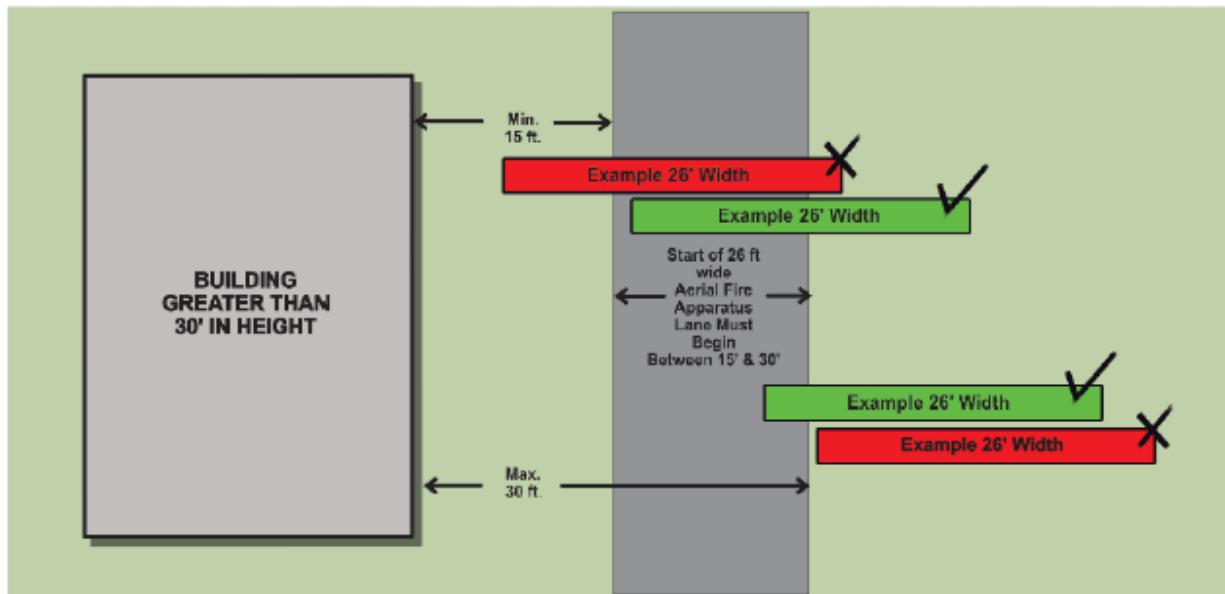 Min.
15 ft.
Example 26' Width
Example 26' Width
BUILDING
GREATER THAN
30' IN HEIGHT
Start of 26 ft
wide
Aerial Fire
Apparatus
Lane Must
Begin
Between 15' & 30'
Example 26' Width
Example 26' Width
Max.
30 ft.